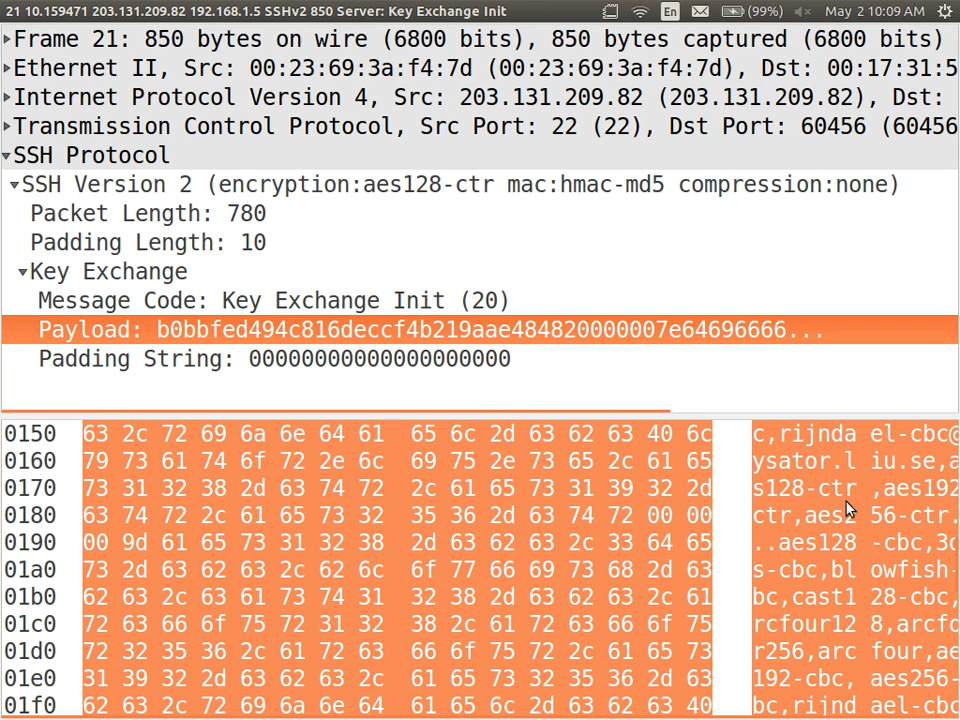 21 10.159471 203.131.209.82 192.168.1.5 SSHv2 850 Server: Key Exchange Init En (99%) May 2 10:09 AM
Frame 21: 850 bytes on wire (6800 bits), 850 bytes captured (6800 bits)
Ethernet II, Src: 00:23:69:3a:f4:7d (00:23:69:3a:f4:7d), Dst: 00:17:31:5
Internet Protocol Version 4, Src: 203.131.209.82 (203.131.209.82), Dst:
Transmission Control Protocol, Src Port: 22 (22), Dst Port: 60456 (60456
SSH Protocol
SSH Version 2 (encryption:aes128-ctr mac:hmac-md5 compression:none)
Packet Length: 780
Padding Length: 10
Key Exchange
Message Code: Key Exchange Init (20)
Payload: b0bbfed494c816deccf4b219aae484820000007e64696666...
Padding String: 00000000000000000000
0150 63 2c 72 69 6a 6e 64 61 65 6c 2d 63 62 63 40 6c c,rijnda el-cbc@
0160 79 73 61 74 6f 72 2e 6c 69 75 2e 73 65 2c 61 65 ysator.l iu.se,a
0170 73 31 32 38 2d 63 74 72 2c 61 65 73 31 39 32 2d s128-ctr ,aes192
0180 63 74 72 2c 61 65 73 32 35 36 2d 63 74 72 00 00 ctr,aes2 56-ctr.
0190 00 9d 61 65 73 31 32 38 2d 63 62 63 2c 33 64 65 ..aes128 -cbc,3d
01a0 73 2d 63 62 63 2c 62 6c 6f 77 66 69 73 68 2d 63 s-cbc,bl owfish-
01b0 62 63 2c 63 61 73 74 31 32 38 2d 63 62 63 2c 61 bc,cast1 28-cbc,
01c0 72 63 66 6f 75 72 31 32 38 2c 61 72 63 66 6f 75 rcfour12 8,arcfo
01d0 72 32 35 36 2c 61 72 63 66 6f 75 72 2c 61 65 73 r256,arc four,ae
01e0 31 39 32 2d 63 62 63 2c 61 65 73 32 35 36 2d 63 192-cbc, aes256-
01f0 62 63 2c 72 69 6a 6e 64 61 65 6c 2d 63 62 63 40 bc,rijnd ael-cbc